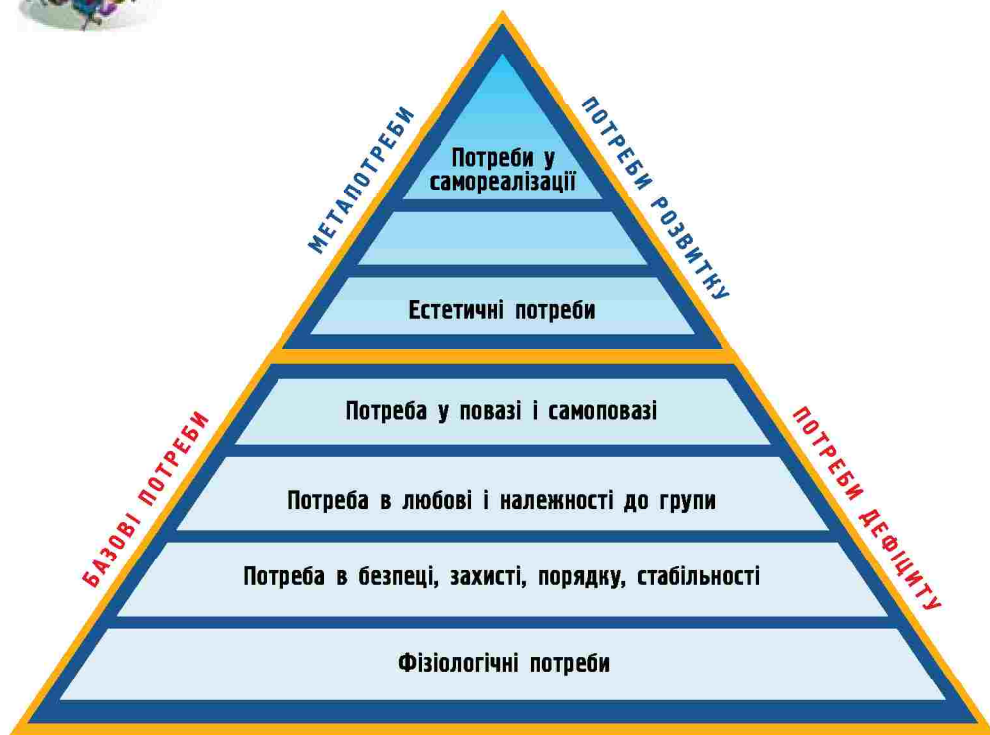 МЕТАПОТРЕБИ
ПОТРЕБИ РОЗВИТКУ
Потреби у
самореалізації
Естетичні потреби
БАЗОВІ ПОТРЕБИ
ПОТРЕБИ ДЕФІЦИТУ
Потреба у повазі і самоповазі
Потреба в любові і належності до групи
Потреба в безпеці, захисті, порядку, стабільності
Фізіологічні потреби